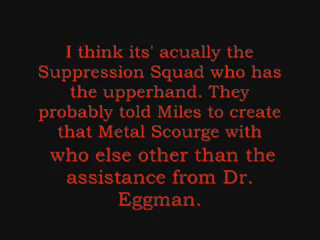 I think its' acually the
Suppression Squad who has
the upperhand. They
probably told Miles to create
that Metal Scourge with
who else other than the
assistance from Dr.
Eggman.